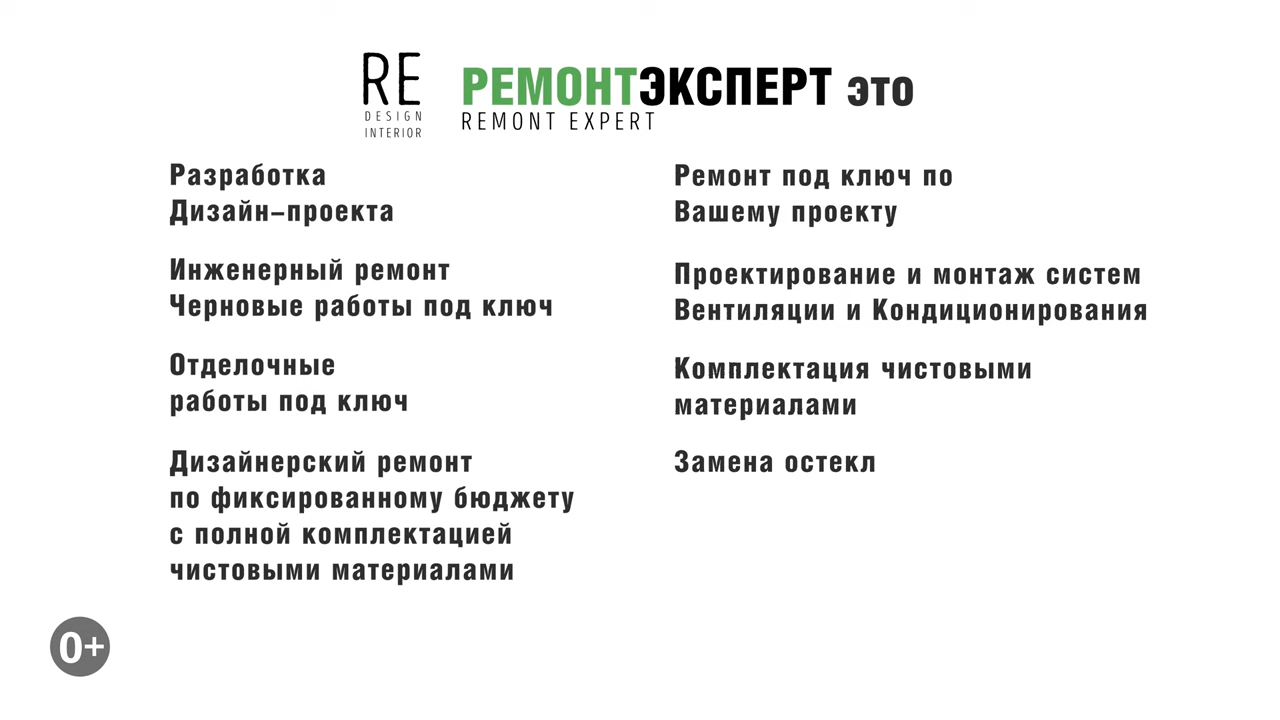 RE
DESIGN
INTERIOR
РЕМОНТЭКСПЕРТ это
REMONT EXPERT
Разработка
Дизайн-проекта
Инженерный ремонт
Черновые работы под ключ
Отделочные
работы под ключ
Дизайнерский ремонт
по фиксированному бюджету
с полной комплектацией
чистовыми материалами
Ремонт под ключ по
Вашему проекту
Проектирование и монтаж систем
Вентиляции и Кондиционирования
Комплектация чистовыми
материалами
Замена остекл
0+